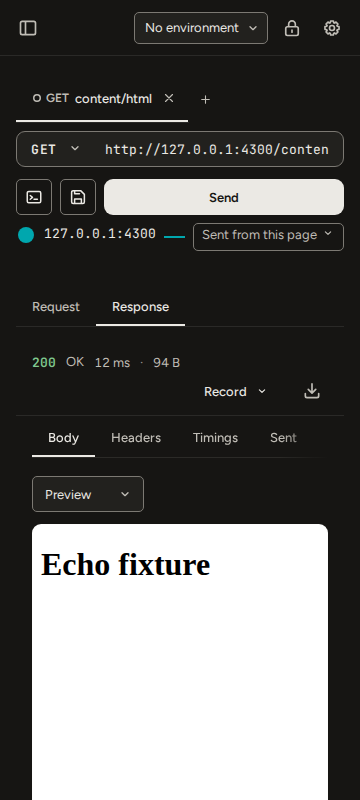 No environment
GET content/html
GET http://127.0.0.1:4300/conten
Send
127.0.0.1:4300 Sent from this page
Request Response
200 OK 12 ms · 94 B
Record
Body Headers Timings Sent
Preview
Echo fixture